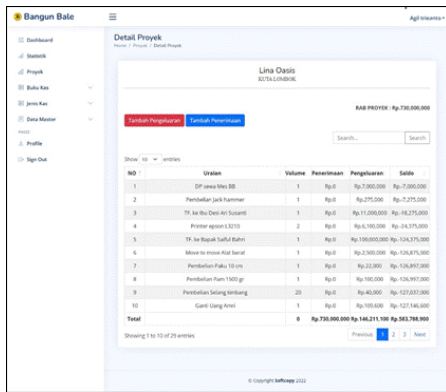 Bangun Bale
Agil trileanto
Dashboard
Statistik
Proyek
Buku Kas
Jenis Kas
Data Master
PAGES
Profile
Sign Out
Detail Proyek
Home / Proyek / Detail Proyek
Lina Oasis
KUTA LOMBOK
RAB PROYEK : Rp.730,000,000
Tambah Pengeluaran Tambah Penerimaan
Search... Search
Show 10 entries
NO Uraian Volume Penerimaan Pengeluaran Saldo
1 DP sewa Mes BB 1 Rp.0 Rp.7,000,000 Rp.-7,000,000
2 Pembelian Jack hammer 1 Rp.0 Rp.275,000 Rp.-7,275,000
3 TF. ke Ibu Desi Ari Susanti 1 Rp.0 Rp.11,000,000 Rp.-18,275,000
4 Printer epson L3210 2 Rp.0 Rp.6,100,000 Rp.-24,375,000
5 TF. ke Bapak Saiful Bahri 1 Rp.0 Rp.100,000,000 Rp.-124,375,000
6 Move to move Alat berat 1 Rp.0 Rp.2,500,000 Rp.-126,875,000
7 Pembelian Paku 10 cm 1 Rp.0 Rp.22,000 Rp.-126,897,000
8 Pembelian Pam 1500 gr 1 Rp.0 Rp.100,000 Rp.-126,997,000
9 Pembelian Selang timbang 20 Rp.0 Rp.40,000 Rp.-127,037,000
10 Ganti Uang Amri 1 Rp.0 Rp.109,600 Rp.-127,146,600
Total 0 Rp.730,000,000 Rp.146,211,100 Rp.583,788,900
Showing 1 to 10 of 29 entries
Previous 1 2 3 Next
© Copyright Softcopy 2022